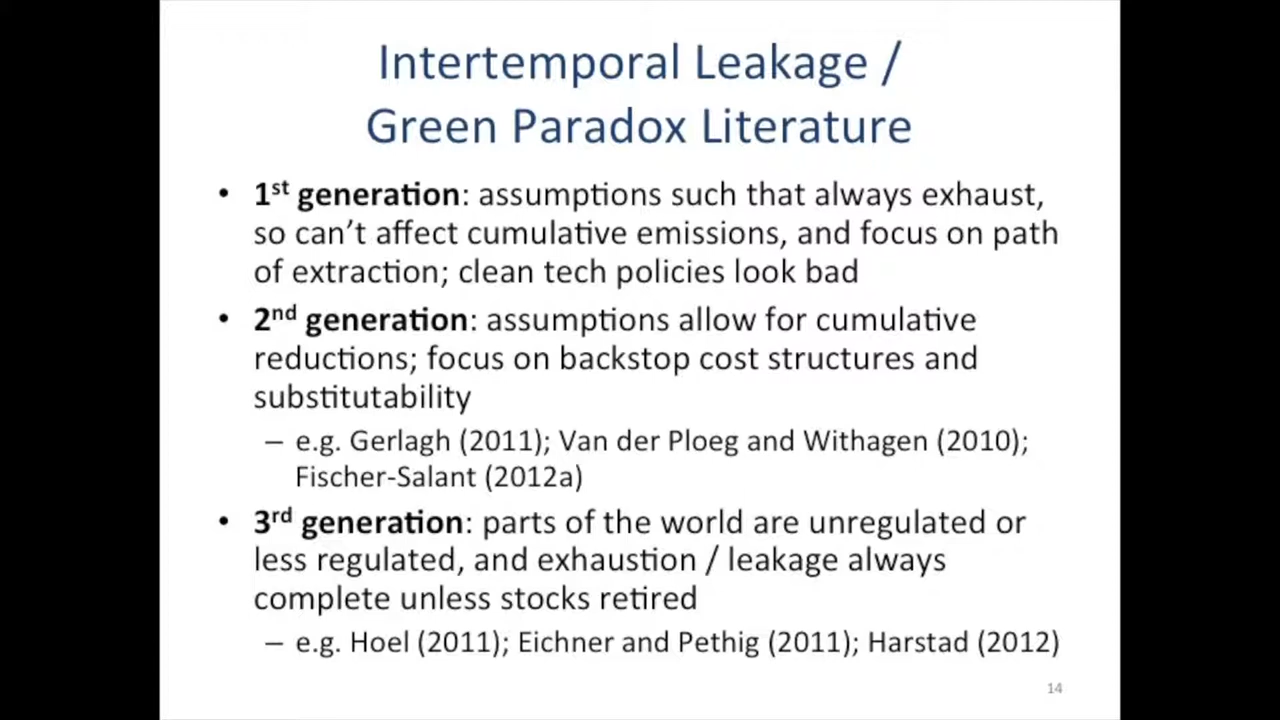 Intertemporal Leakage /
Green Paradox Literature
• 1st generation: assumptions such that always exhaust,
so can't affect cumulative emissions, and focus on path
of extraction; clean tech policies look bad
• 2nd generation: assumptions allow for cumulative
reductions; focus on backstop cost structures and
substitutability
– e.g. Gerlagh (2011); Van der Ploeg and Withagen (2010);
Fischer-Salant (2012a)
• 3rd generation: parts of the world are unregulated or
less regulated, and exhaustion / leakage always
complete unless stocks retired
– e.g. Hoel (2011); Eichner and Pethig (2011); Harstad (2012)
14